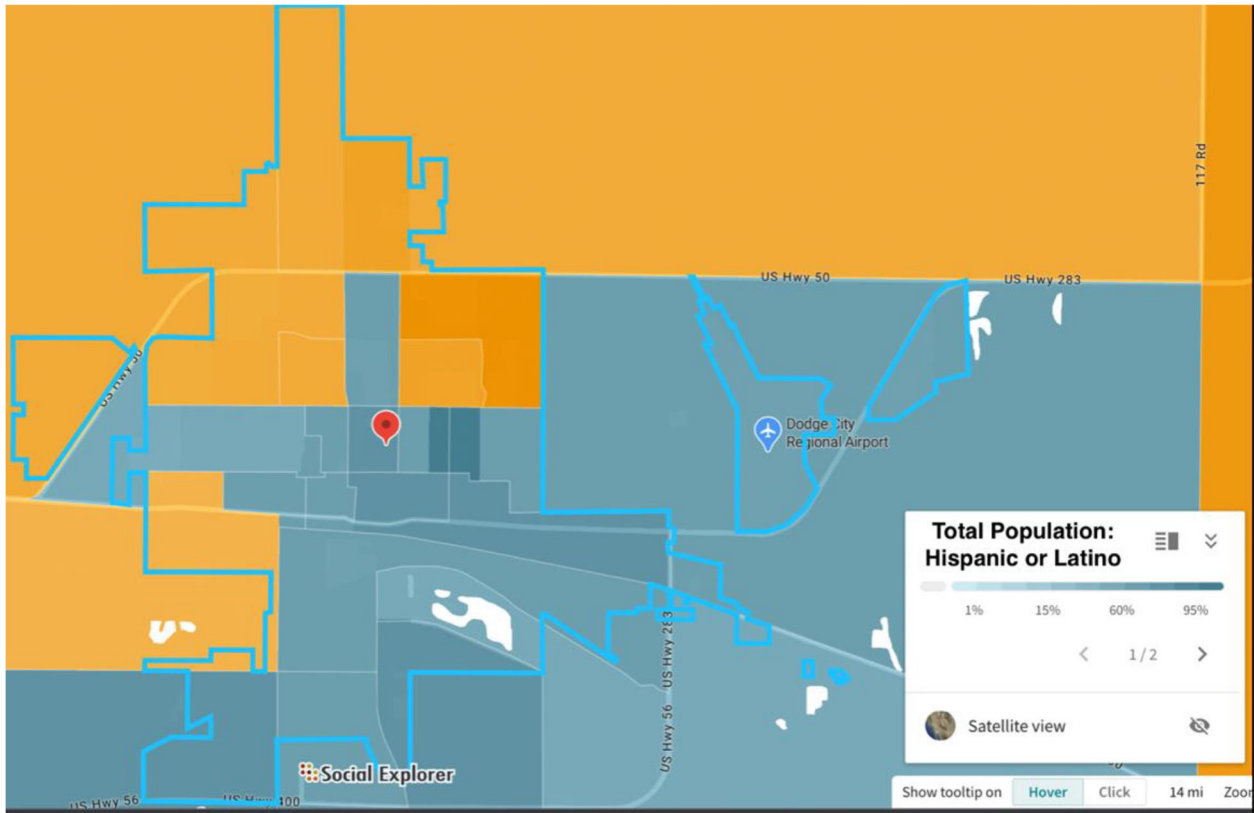 117 Rd
US Hwy 50
US Hwy 283
US Hwy 50
Dodge City
Regional Airport
Total Population:
Hispanic or Latino
1% 15% 60% 95%
1 / 2
Satellite view
US Hwy 56 US Hwy 283
Social Explorer
US Hwy 56
US Hwy 400
Show tooltip on Hover Click 14 mi Zoor